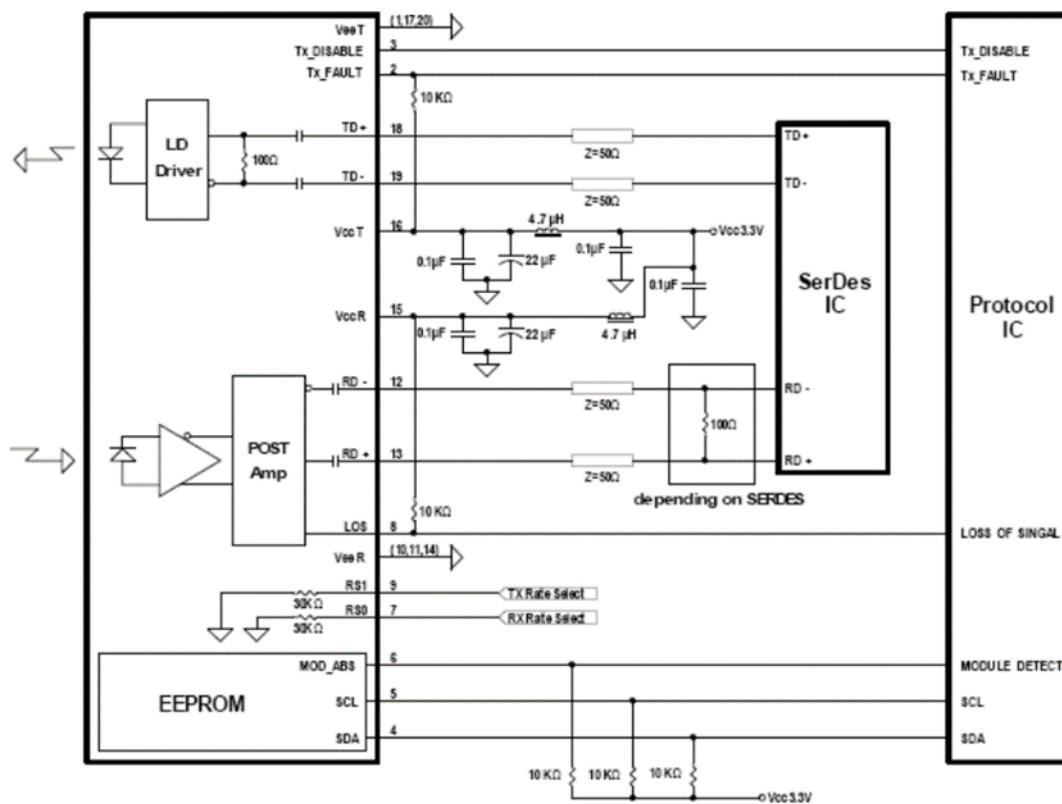 VeeT (1,17,20)
Tx_DISABLE 3 Tx_DISABLE
Tx_FAULT 2 Tx_FAULT
10 KΩ
LD
Driver
100Ω
TD+ 18 Z=50Ω TD+
TD- 19 Z=50Ω TD-
VccT 16 4.7 µH Vcc3.3V
0.1µF 22 µF 0.1µF 0.1µF
SerDes
IC
Protocol
IC
VccR 15 4.7 µH
0.1µF 22 µF
RD - 12 Z=50Ω RD -
100Ω
POST
Amp
RD + 13 Z=50Ω RD +
depending on SERDES
10 KΩ
LOS 8 LOSS OF SINGAL
VeeR (10,11,14)
RS1 9 TX Rate Select
30KΩ
RS0 7 RX Rate Select
30KΩ
MOD_ABS 6 MODULE DETECT
EEPROM
SCL 5 SCL
SDA 4 SDA
10 KΩ 10 KΩ 10 KΩ
Vcc3.3V